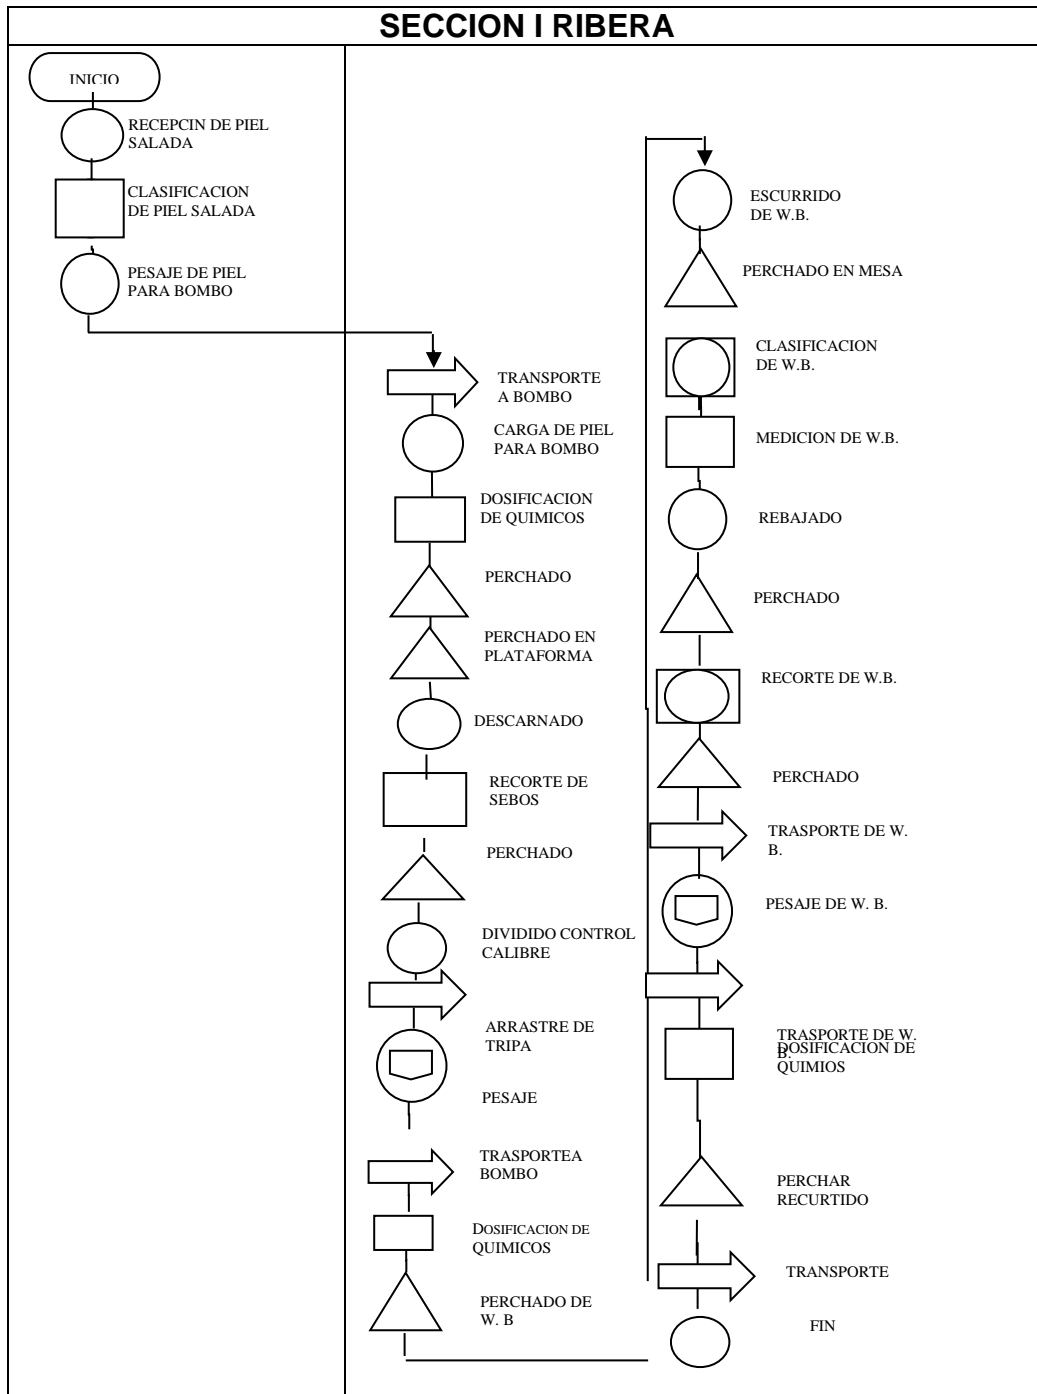 SECCION I RIBERA
INICIO
RECEPCIN DE PIEL
SALADA
CLASIFICACION
DE PIEL SALADA
PESAJE DE PIEL
PARA BOMBO
TRANSPORTE
A BOMBO
CARGA DE PIEL
PARA BOMBO
DOSIFICACION
DE QUIMICOS
PERCHADO
PERCHADO EN
PLATAFORMA
DESCARNADO
RECORTE DE
SEBOS
PERCHADO
DIVIDIDO CONTROL
CALIBRE
ARRASTRE DE
TRIPA
PESAJE
TRASPORTEA
BOMBO
DOSIFICACION DE
QUIMICOS
PERCHADO DE
W. B
ESCURRIDO
DE W.B.
PERCHADO EN MESA
CLASIFICACION
DE W.B.
MEDICION DE W.B.
REBAJADO
PERCHADO
RECORTE DE W.B.
PERCHADO
TRASPORTE DE W.
B.
PESAJE DE W. B.
TRASPORTE DE W.
B.
DOSIFICACION DE
QUIMIOS
PERCHAR
RECURTIDO
TRANSPORTE
FIN